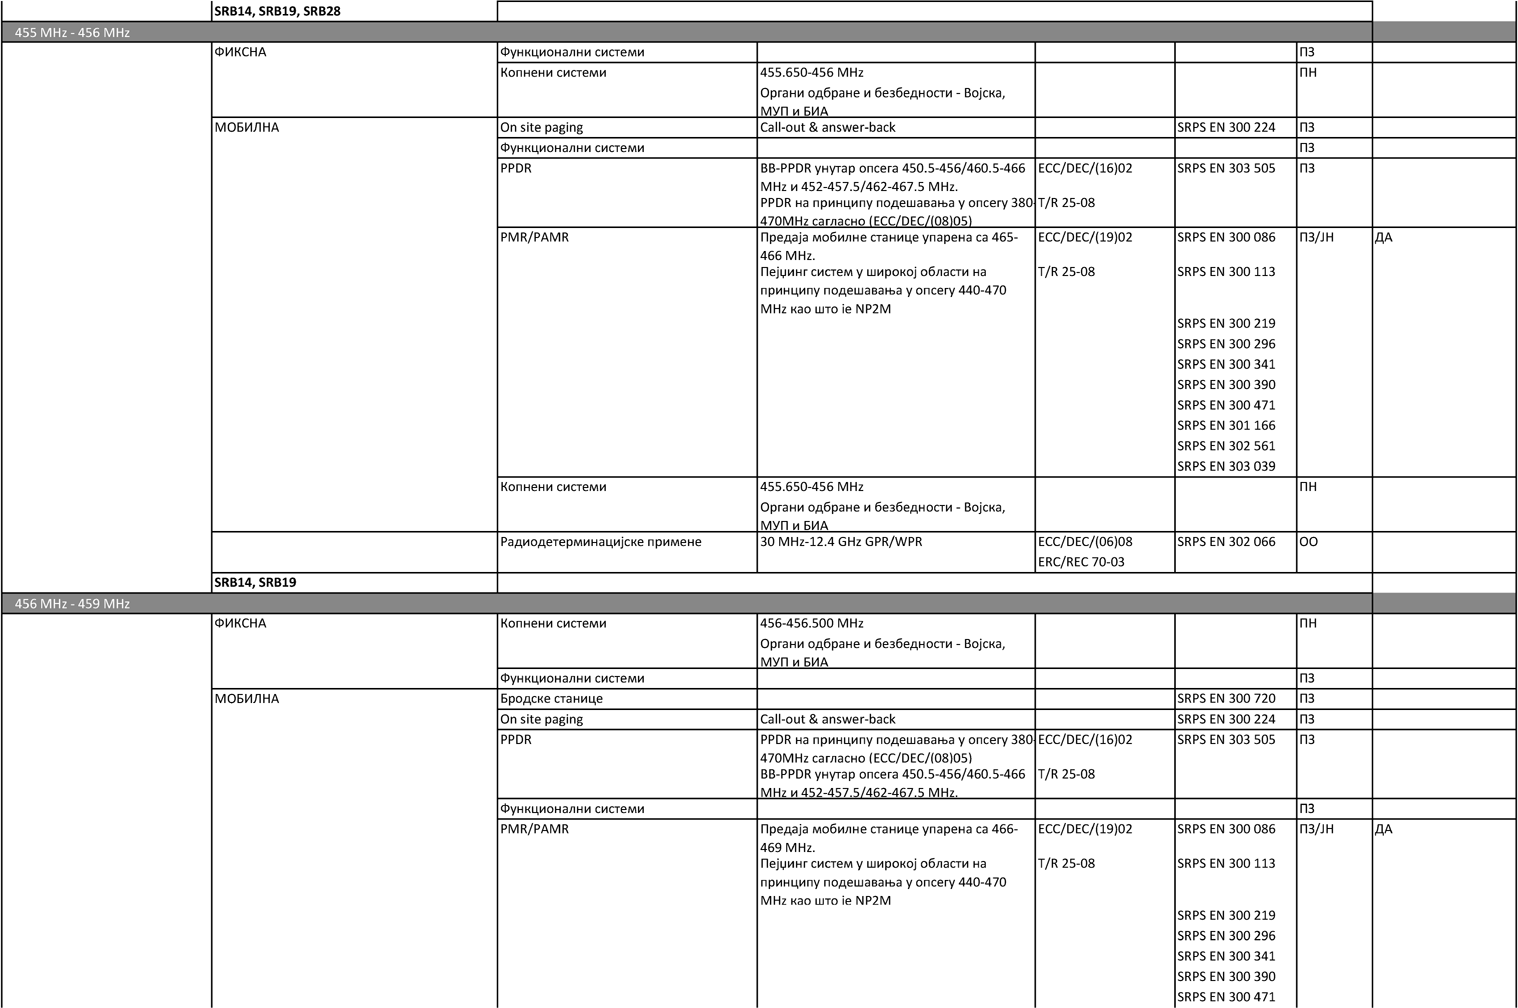 SRB14, SRB19, SRB28
455 MHz - 456 MHz
ФИКСНА Функционални системи ПЗ
Копнени системи 455.650-456 MHz ПН
Органи одбране и безбедности - Војска,
МУП и БИА
МОБИЛНА On site paging Call-out & answer-back SRPS EN 300 224 ПЗ
Функционални системи ПЗ
PPDR BB-PPDR унутар опсега 450.5-456/460.5-466 ECC/DEC/(16)02 SRPS EN 303 505 ПЗ
MHz и 452-457.5/462-467.5 MHz.
PPDR на принципу подешавања у опсегу 380- T/R 25-08
470MHz сагласно (ECC/DEC/(08)05)
PMR/PAMR Предаја мобилне станице упарена са 465- ECC/DEC/(19)02 SRPS EN 300 086 ПЗ/ЈН ДА
466 MHz.
Пејџинг систем у широкој области на T/R 25-08 SRPS EN 300 113
принципу подешавања у опсегу 440-470
MHz као што је NP2M
SRPS EN 300 219
SRPS EN 300 296
SRPS EN 300 341
SRPS EN 300 390
SRPS EN 300 471
SRPS EN 301 166
SRPS EN 302 561
SRPS EN 303 039
Копнени системи 455.650-456 MHz ПН
Органи одбране и безбедности - Војска,
МУП и БИА
Радиодетерминацијске примене 30 MHz-12.4 GHz GPR/WPR ECC/DEC/(06)08 SRPS EN 302 066 ОО
ERC/REC 70-03
SRB14, SRB19
456 MHz - 459 MHz
ФИКСНА Копнени системи 456-456.500 MHz ПН
Органи одбране и безбедности - Војска,
МУП и БИА
Функционални системи ПЗ
МОБИЛНА Бродске станице SRPS EN 300 720 ПЗ
On site paging Call-out & answer-back SRPS EN 300 224 ПЗ
PPDR PPDR на принципу подешавања у опсегу 380- ECC/DEC/(16)02 SRPS EN 303 505 ПЗ
470MHz сагласно (ECC/DEC/(08)05)
BB-PPDR унутар опсега 450.5-456/460.5-466 T/R 25-08
MHz и 452-457.5/462-467.5 MHz.
Функционални системи ПЗ
PMR/PAMR Предаја мобилне станице упарена са 466- ECC/DEC/(19)02 SRPS EN 300 086 ПЗ/ЈН ДА
469 MHz.
Пејџинг систем у широкој области на T/R 25-08 SRPS EN 300 113
принципу подешавања у опсегу 440-470
MHz као што је NP2M
SRPS EN 300 219
SRPS EN 300 296
SRPS EN 300 341
SRPS EN 300 390
SRPS EN 300 471